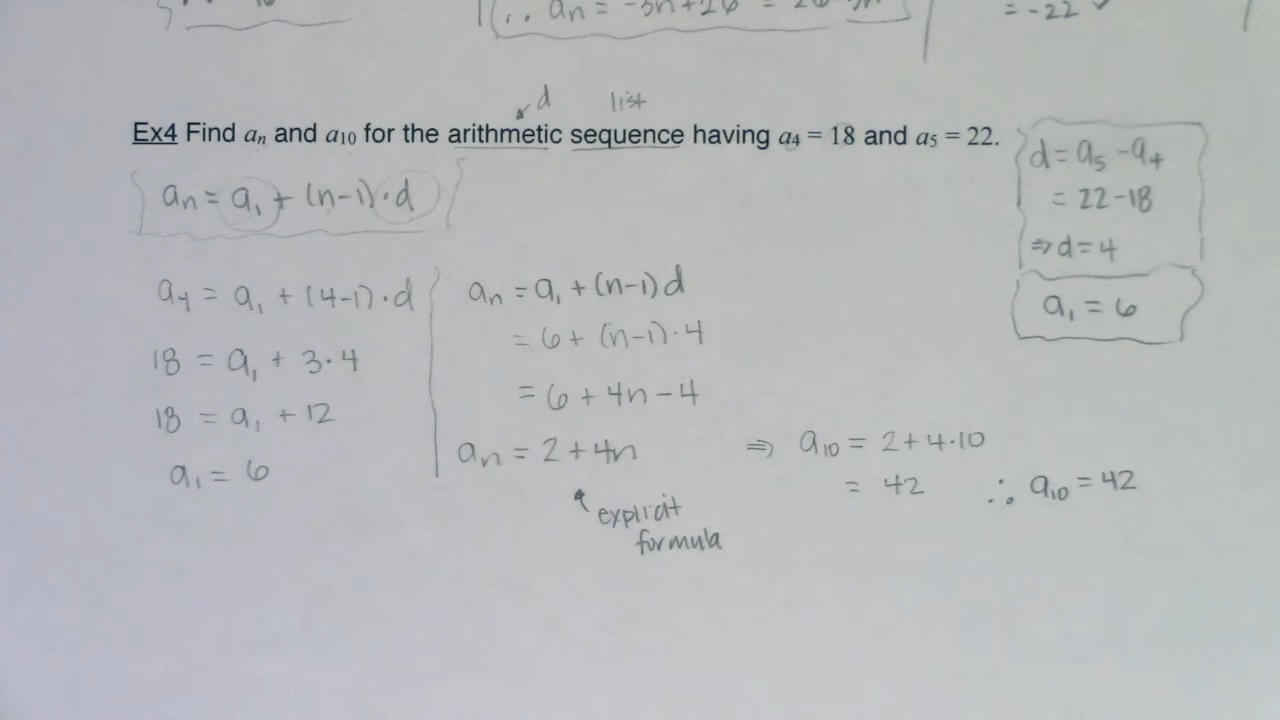 ∴ an = -3n+26 =
= -22 ✓
d list
Ex4 Find an and a10 for the arithmetic sequence having a4 = 18 and a5 = 22.
an = a1 + (n-1)·d
d = a5 - a4
= 22-18
⇒ d = 4
a1 = 6
a4 = a1 + (4-1)·d
18 = a1 + 3·4
18 = a1 + 12
a1 = 6
an = a1 + (n-1)d
= 6 + (n-1)·4
= 6 + 4n - 4
an = 2 + 4n
explicit
formula
⇒ a10 = 2+4·10
= 42 ∴ a10 = 42